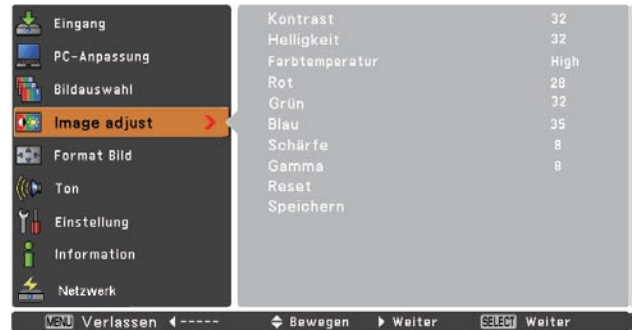 Eingang
PC-Anpassung
Bildauswahl
Image adjust
Format Bild
Ton
Einstellung
Information
Netzwerk
Kontrast 32
Helligkeit 32
Farbtemperatur High
Rot 28
Grün 32
Blau 35
Schärfe 8
Gamma 8
Reset
Speichern
MENU Verlassen ◀----- Bewegen ▶ Weiter SELECT Weiter